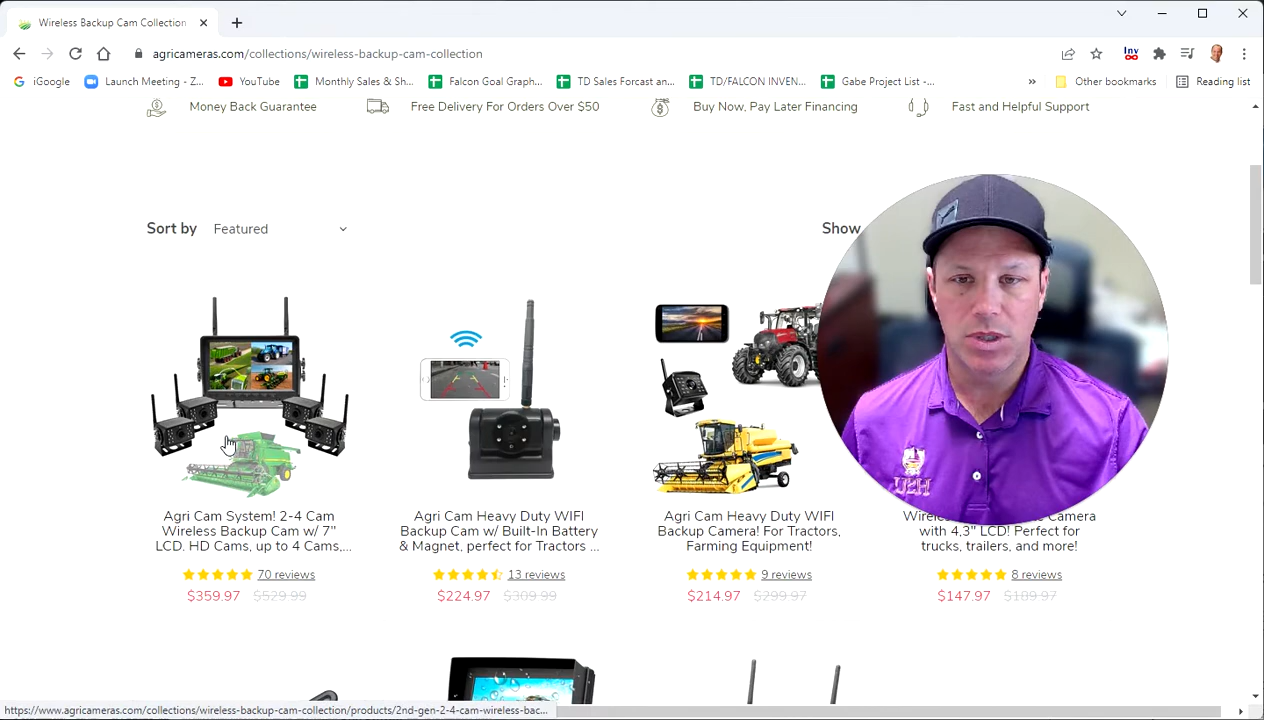 Wireless Backup Cam Collection
agricameras.com/collections/wireless-backup-cam-collection
Inv
iGoogle
Launch Meeting - Z...
YouTube
Monthly Sales & Sh...
Falcon Goal Graph...
TD Sales Forcast an...
TD/FALCON INVEN...
Gabe Project List -...
»
Other bookmarks
Reading list
Money Back Guarantee
Free Delivery For Orders Over $50
Buy Now, Pay Later Financing
Fast and Helpful Support
Sort by Featured
Show
Agri Cam System! 2-4 Cam
Wireless Backup Cam w/ 7"
LCD. HD Cams, up to 4 Cams,...
70 reviews
$359.97 $529.99
Agri Cam Heavy Duty WIFI
Backup Cam w/ Built-In Battery
& Magnet, perfect for Tractors ...
13 reviews
$224.97 $309.99
Agri Cam Heavy Duty WIFI
Backup Camera! For Tractors,
Farming Equipment!
9 reviews
$214.97 $299.97
Camera
with 4,3" LCD! Perfect for
trucks, trailers, and more!
8 reviews
$147.97 $189.97
https://www.agricameras.com/collections/wireless-backup-cam-collection/products/2nd-gen-2-4-cam-wireless-bac...